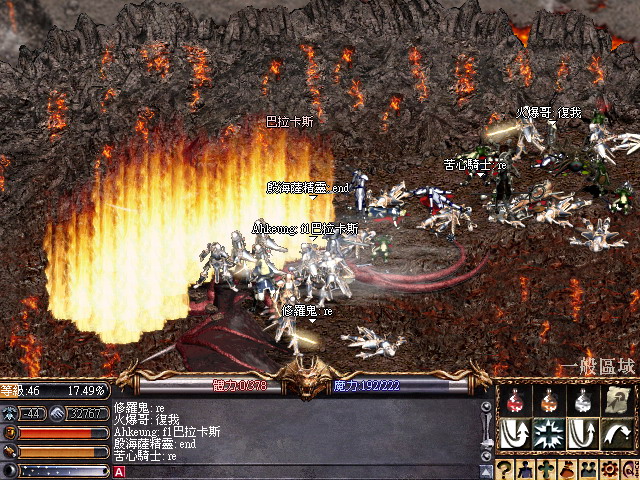 巴拉卡斯
火爆哥: 復我
苦心騎士: re
殷海薩精靈: end
Ahkeung: f1巴拉卡斯
修羅鬼: re
一般區域
等級:46 17.49%
體力:0/378
魔力:192/222
-44 32767
修羅鬼: re
火爆哥: 復我
Ahkeung: f1巴拉卡斯
殷海薩精靈: end
苦心騎士: re
A